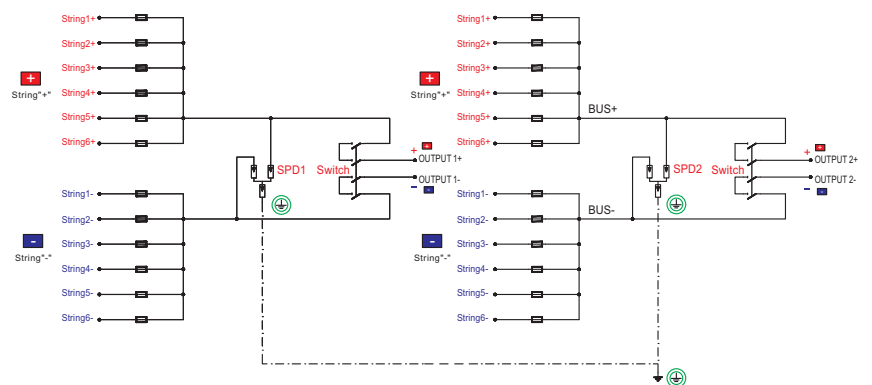 String1+
String2+
String3+
String4+
String5+
String6+
+
String"+"
SPD1
Switch
+ +
OUTPUT 1+
OUTPUT 1-
- -
String1-
String2-
String3-
String4-
String5-
String6-
-
String"-"
String1+
String2+
String3+
String4+
String5+
String6+
+
String"+"
BUS+
SPD2
Switch
+ +
OUTPUT 2+
OUTPUT 2-
- -
String1-
String2-
String3-
String4-
String5-
String6-
BUS-
-
String"-"